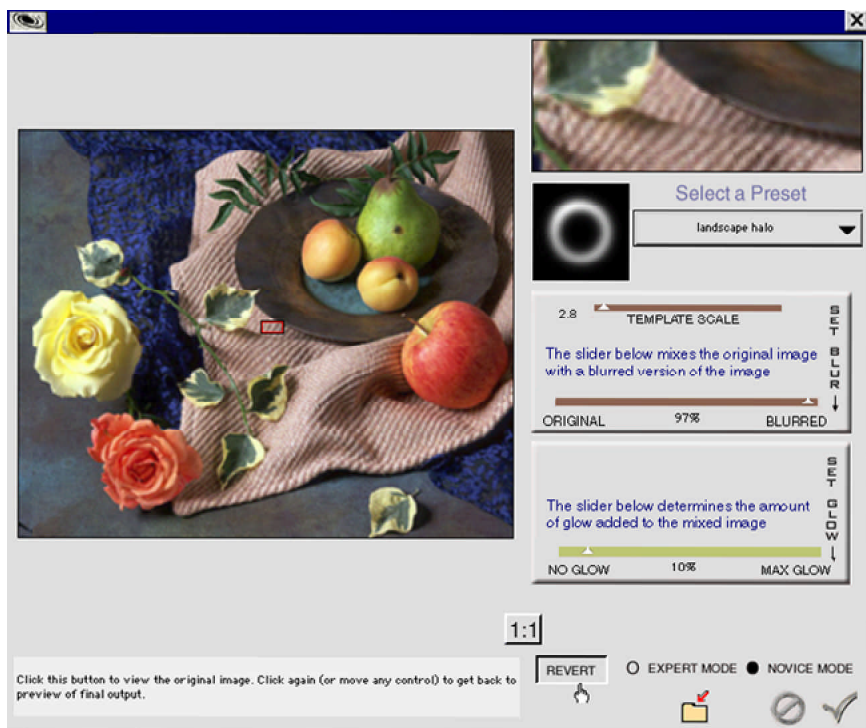 Select a Preset
landscape halo
2.8
TEMPLATE SCALE
SET BLUR
The slider below mixes the original image
with a blurred version of the image
ORIGINAL 97% BLURRED
SET GLOW
The slider below determines the amount
of glow added to the mixed image
NO GLOW 10% MAX GLOW
1:1
REVERT EXPERT MODE NOVICE MODE
Click this button to view the original image. Click again (or move any control) to get back to
preview of final output.